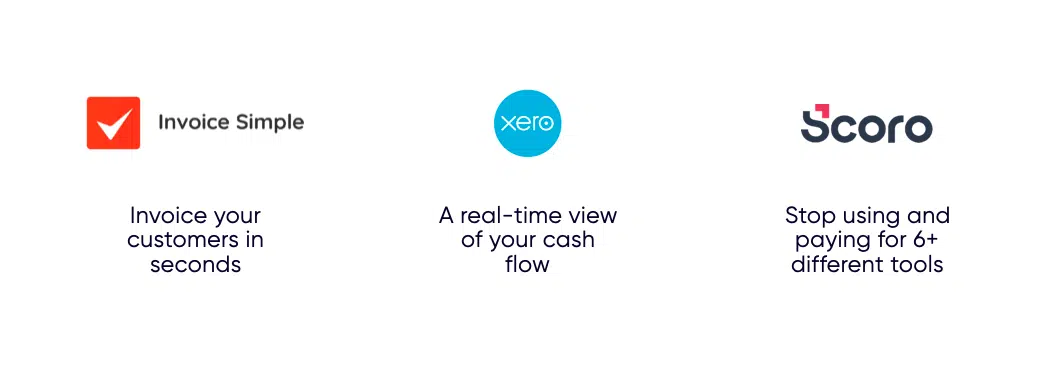 Invoice Simple
xero
Scoro
Invoice your
customers in
seconds
A real-time view
of your cash
flow
Stop using and
paying for 6+
different tools